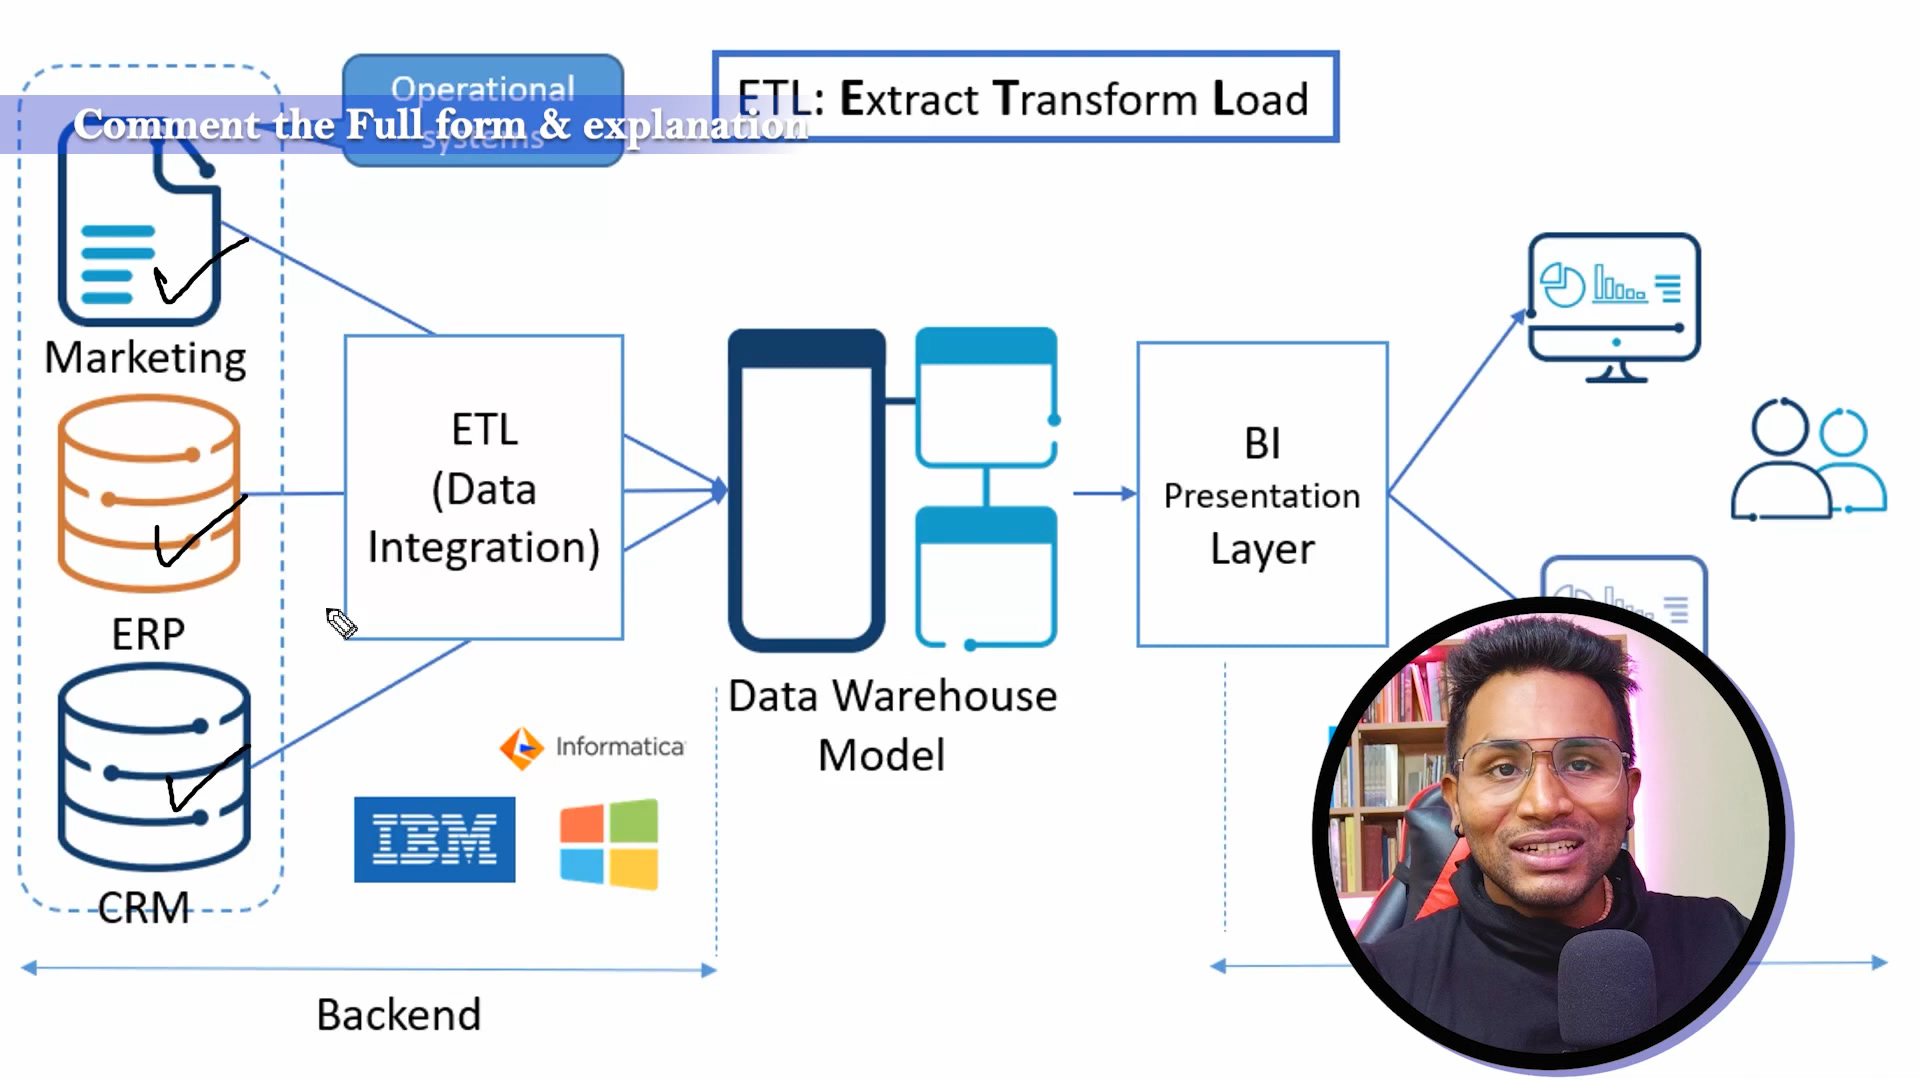 Operational
systems
Comment the Full form & explanation
ETL: Extract Transform Load
Marketing
ERP
CRM
ETL
(Data
Integration)
Informatica
IBM
Data Warehouse
Model
BI
Presentation
Layer
Backend